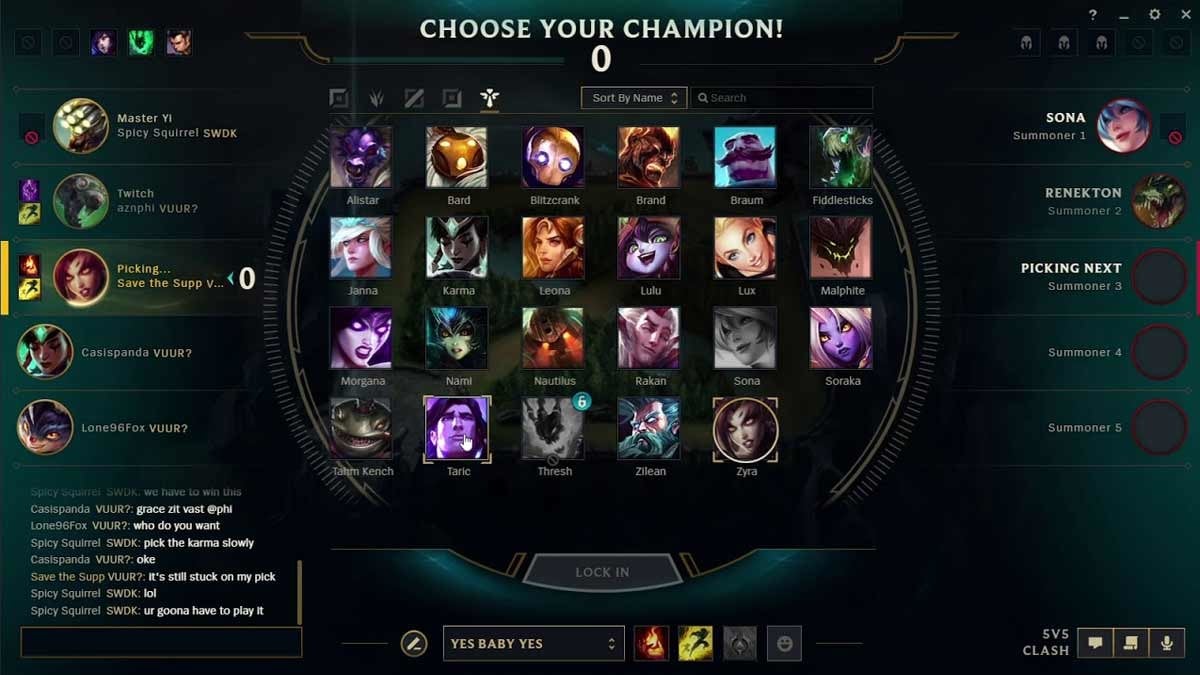 CHOOSE YOUR CHAMPION!
0
Master Yi
Spicy Squirrel SWDK
Twitch
aznphi VUUR?
Picking...
Save the Supp V...
0
Casispanda VUUR?
Lone96Fox VUUR?
Sort By Name
Search
Alistar
Bard
Blitzcrank
Brand
Braum
Fiddlesticks
Janna
Karma
Leona
Lulu
Lux
Malphite
Morgana
Nami
Nautilus
Rakan
Sona
Soraka
Tahm Kench
Taric
6
Thresh
Zilean
Zyra
?
SONA
Summoner 1
RENEKTON
Summoner 2
PICKING NEXT
Summoner 3
Summoner 4
Summoner 5
Spicy Squirrel SWDK: we have to win this
Casispanda VUUR?: grace zit vast @phi
Lone96Fox VUUR?: who do you want
Spicy Squirrel SWDK: pick the karma slowly
Casispanda VUUR?: oke
Save the Supp VUUR?: it's still stuck on my pick
Spicy Squirrel SWDK: lol
Spicy Squirrel SWDK: ur goona have to play it
LOCK IN
YES BABY YES
5V5
CLASH